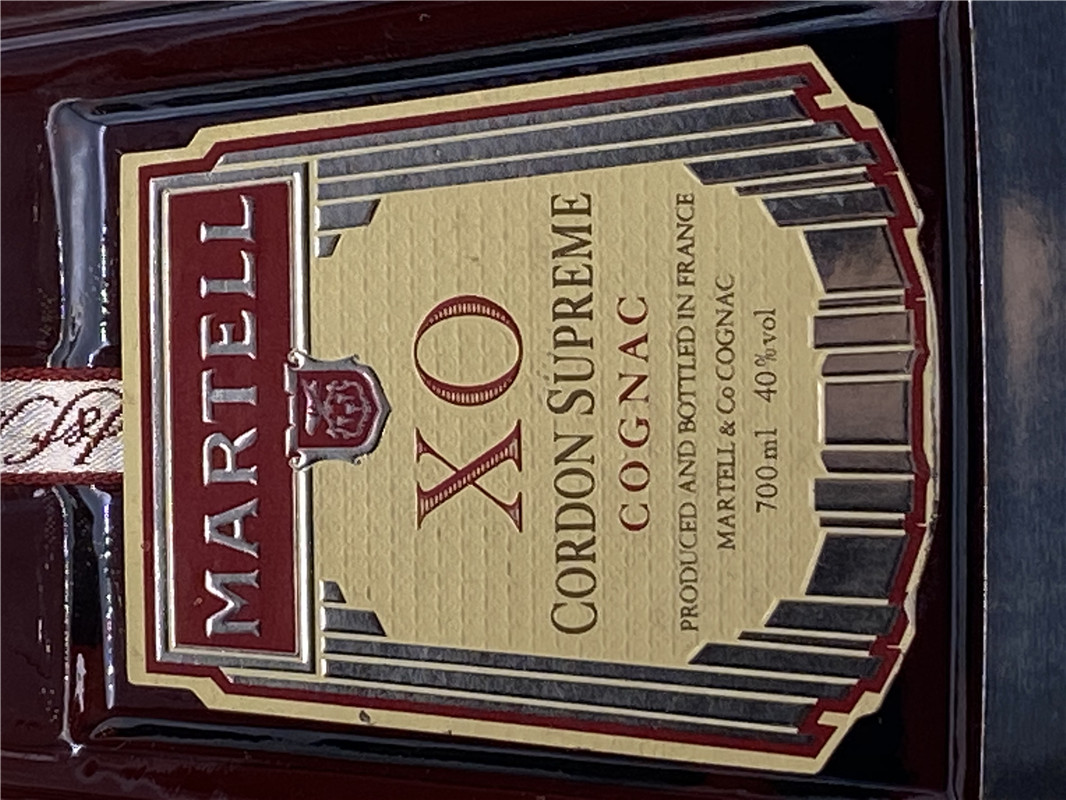 MARTELL
XO
CORDON SUPREME
COGNAC
PRODUCED AND BOTTLED IN FRANCE
MARTELL & Co COGNAC
700 ml 40 % vol